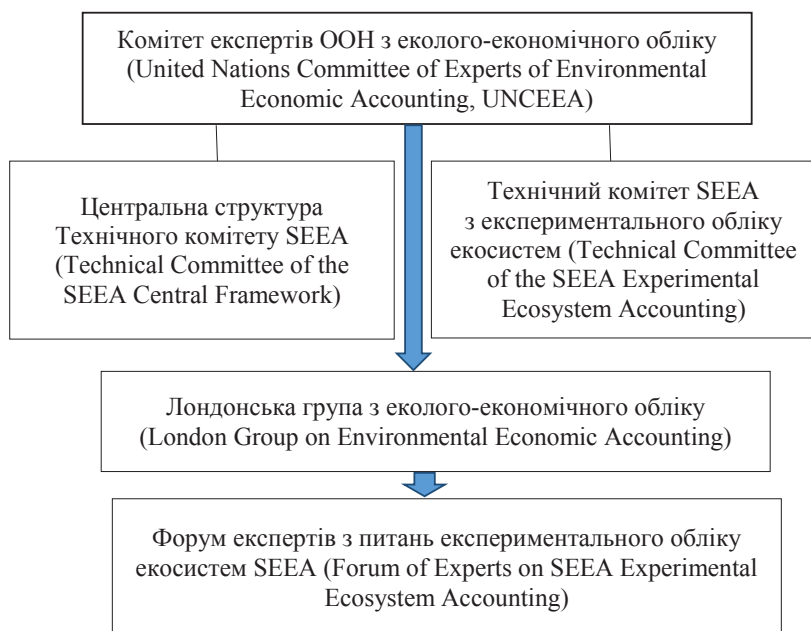 Комітет експертів ООН з еколого-економічного обліку
(United Nations Committee of Experts of Environmental
Economic Accounting, UNCEEA)
Центральна структура
Технічного комітету SEEA
(Technical Committee of the
SEEA Central Framework)
Технічний комітет SEEA
з експериментального обліку
екосистем (Technical Committee
of the SEEA Experimental
Ecosystem Accounting)
Лондонська група з еколого-економічного обліку
(London Group on Environmental Economic Accounting)
Форум експертів з питань експериментального обліку
екосистем SEEA (Forum of Experts on SEEA Experimental
Ecosystem Accounting)